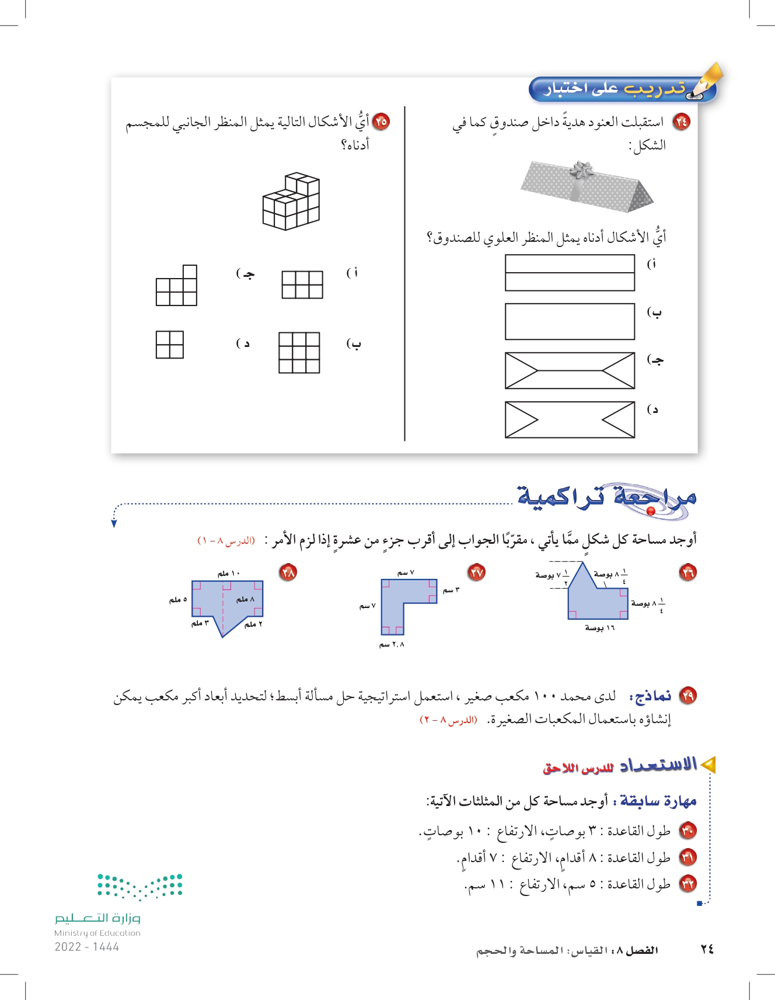 تدريب على اختبار
٢٤ استقبلت العنود هديةً داخل صندوقٍ كما في
الشكل:
أيُّ الأشكال أدناه يمثل المنظر العلوي للصندوق؟
أ)
ب)
جـ)
د)
٢٥ أيُّ الأشكال التالية يمثل المنظر الجانبي للمجسم
أدناه؟
أ )
جـ )
ب)
د )
مراجعة تراكمية
أوجد مساحة كل شكلٍ ممَّا يأتي ، مقرّبًا الجواب إلى أقرب جزءٍ من عشرةٍ إذا لزم الأمر : (الدرس ٨ – ١)
٢٦
٧ ١/٢ بوصة
٨ ١/٤ بوصة
٨ ١/٤ بوصة
١٦ بوصة
٢٧
٧ سم
٣ سم
٧ سم
٢,٨ سم
٢٨
١٠ ملم
٥ ملم
٨ ملم
٣ ملم
٢ ملم
٢٩ نماذج: لدى محمد ١٠٠ مكعب صغير ، استعمل استراتيجية حل مسألة أبسط؛ لتحديد أبعاد أكبر مكعب يمكن
إنشاؤه باستعمال المكعبات الصغيرة. (الدرس ٨ – ٢)
الاستعداد للدرس اللاحق
مهارة سابقة : أوجد مساحة كل من المثلثات الآتية:
٣٠ طول القاعدة : ٣ بوصاتٍ، الارتفاع : ١٠ بوصاتٍ.
٣١ طول القاعدة : ٨ أقدامٍ، الارتفاع : ٧ أقدامٍ.
٣٢ طول القاعدة : ٥ سم، الارتفاع : ١١ سم.
وزارة التعليم
Ministry of Education
2022 - 1444
٢٤ الفصل ٨: القياس: المساحة والحجم